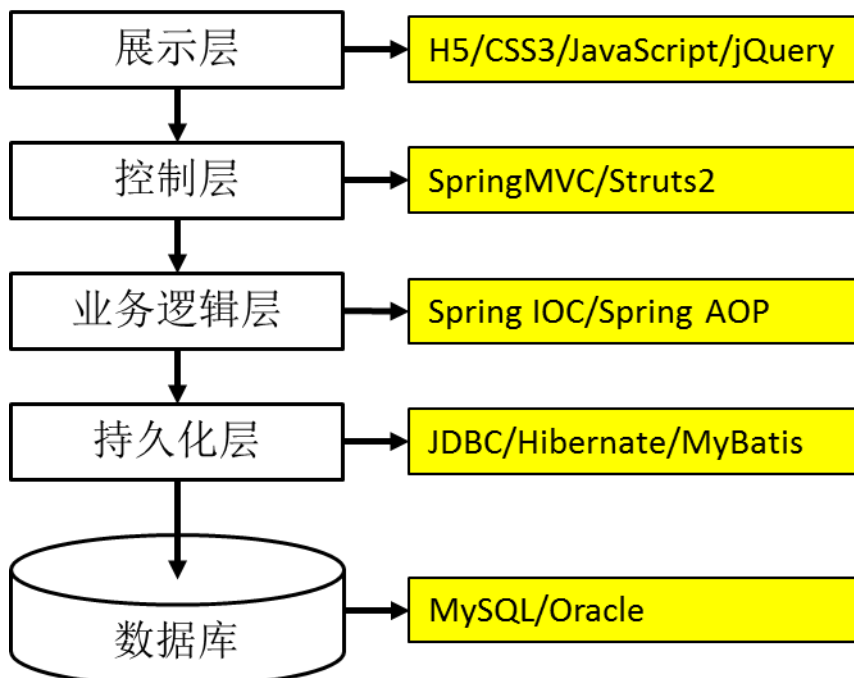 展示层
H5/CSS3/JavaScript/jQuery
控制层
SpringMVC/Struts2
业务逻辑层
Spring IOC/Spring AOP
持久化层
JDBC/Hibernate/MyBatis
数据库
MySQL/Oracle